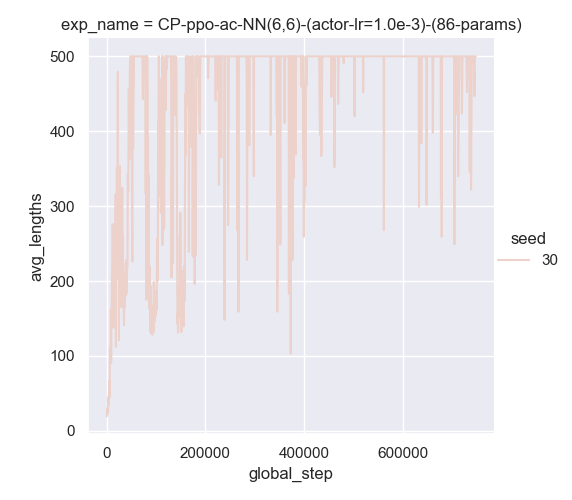 exp_name = CP-ppo-ac-NN(6,6)-(actor-lr=1.0e-3)-(86-params)
500
400
300
200
100
0
avg_lengths
0 200000 400000 600000
global_step
seed
30